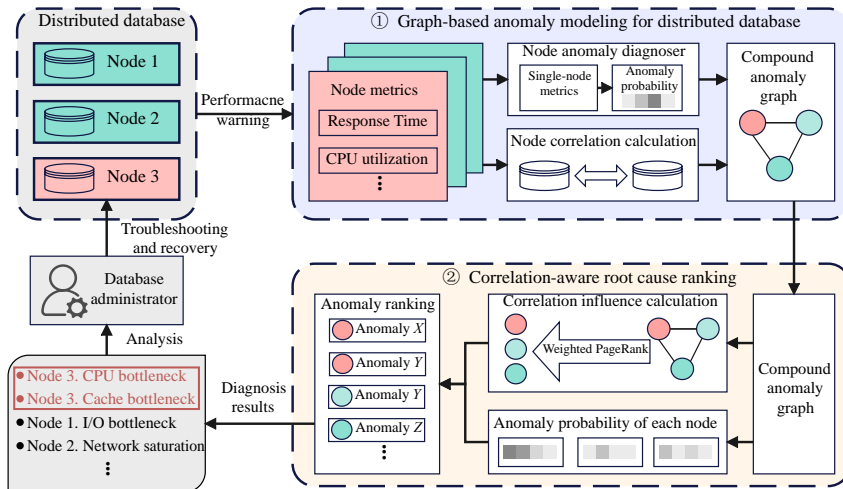 Distributed database
Node 1
Node 2
Node 3
Performacne
warning
① Graph-based anomaly modeling for distributed database
Node metrics
Response Time
CPU utilization
⋮
Node anomaly diagnoser
Single-node
metrics
Anomaly
probability
Node correlation calculation
Compound
anomaly
graph
Troubleshooting
and recovery
Database
administrator
Analysis
● Node 3. CPU bottleneck
● Node 3. Cache bottleneck
● Node 1. I/O bottleneck
● Node 2. Network saturation
⋮
Diagnosis
results
② Correlation-aware root cause ranking
Anomaly ranking
Anomaly X
Anomaly Y
Anomaly Y
Anomaly Z
⋮
Correlation influence calculation
Weighted PageRank
Anomaly probability of each node
Compound
anomaly
graph